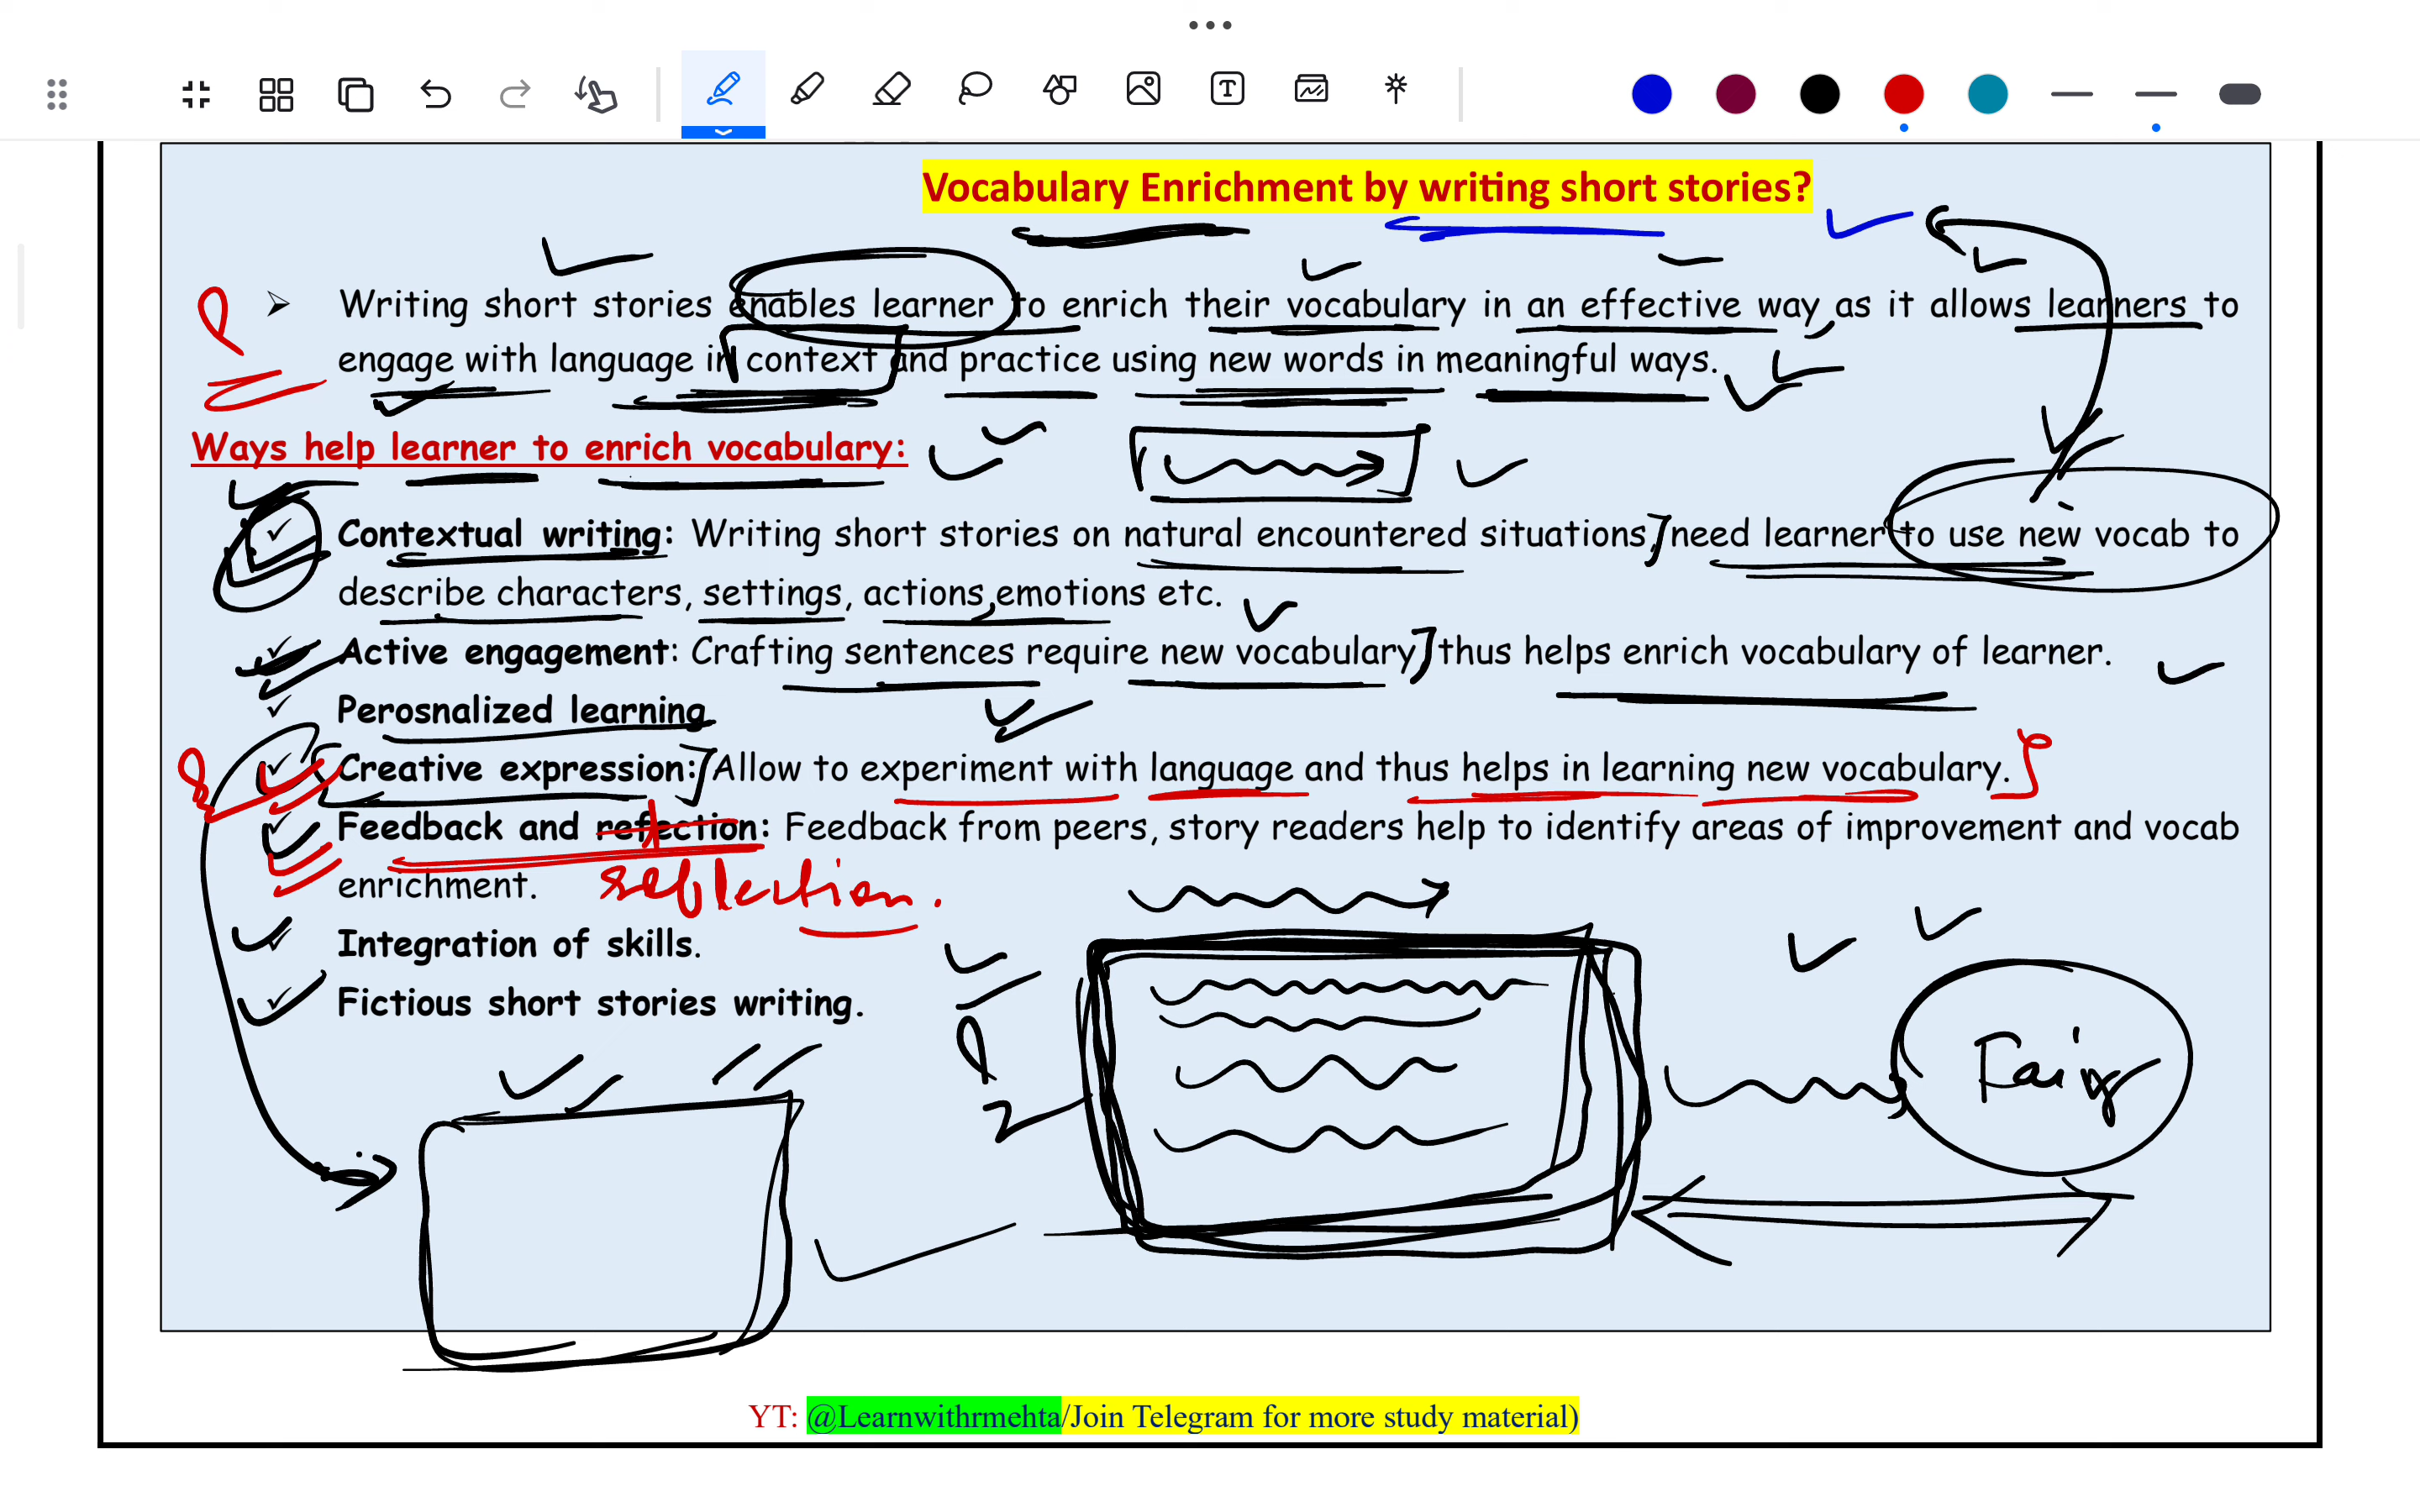 Vocabulary Enrichment by writing short stories?
Writing short stories enables learner to enrich their vocabulary in an effective way, as it allows learners to
engage with language in context and practice using new words in meaningful ways.
Ways help learner to enrich vocabulary:
Contextual writing: Writing short stories on natural encountered situations, need learner to use new vocab to
describe characters, settings, actions,emotions etc.
Active engagement: Crafting sentences require new vocabulary, thus helps enrich vocabulary of learner.
Perosnalized learning
Creative expression: Allow to experiment with language and thus helps in learning new vocabulary.
Feedback and refection: Feedback from peers, story readers help to identify areas of improvement and vocab
enrichment. reflection.
Integration of skills.
Fictious short stories writing.
YT: @Learnwithrmehta/Join Telegram for more study material)